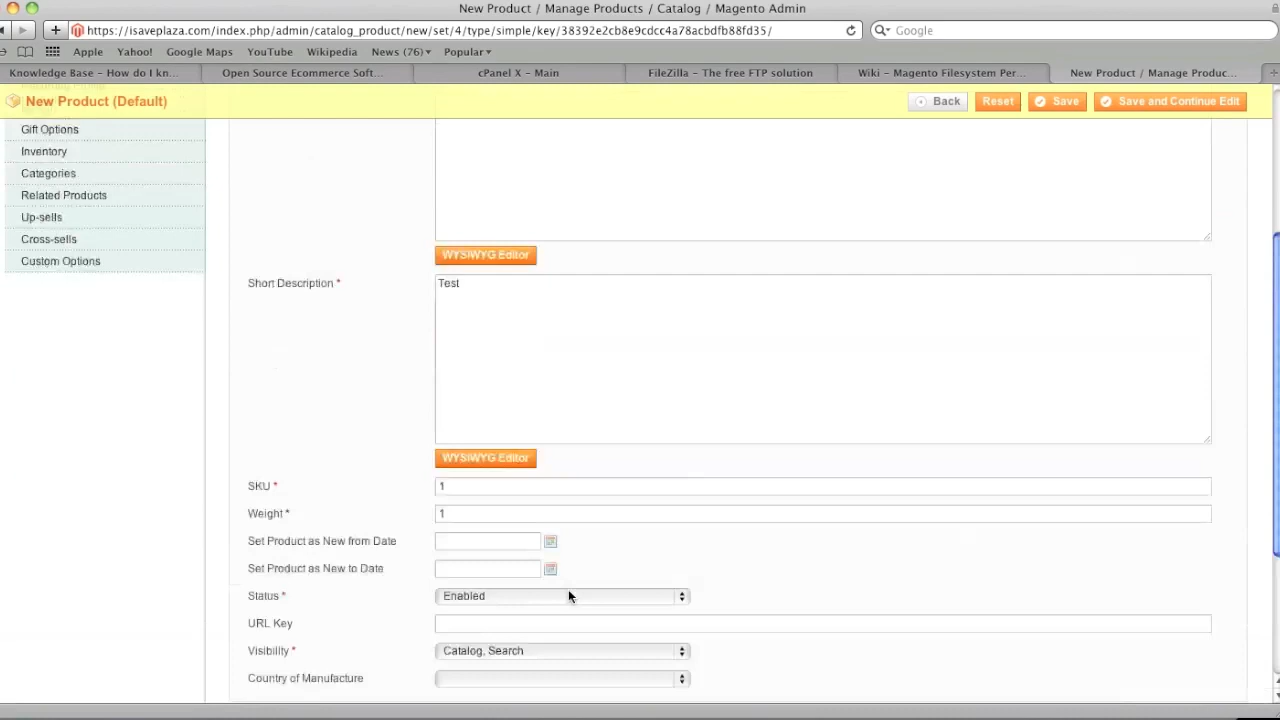 New Product / Manage Products / Catalog / Magento Admin
https://isaveplaza.com/index.php/admin/catalog_product/new/set/4/type/simple/key/38392e2cb8e9cdcc4a78acbdfb88fd35/
Google
Apple Yahoo! Google Maps YouTube Wikipedia News (76) Popular
Knowledge Base – How do I kn... Open Source Ecommerce Soft... cPanel X – Main FileZilla – The free FTP solution Wiki – Magento Filesystem Per... New Product / Manage Produc...
New Product (Default) Back Reset Save Save and Continue Edit
Gift Options
Inventory
Categories
Related Products
Up-sells
Cross-sells
Custom Options
WYSIWYG Editor
Short Description * Test
WYSIWYG Editor
SKU * 1
Weight * 1
Set Product as New from Date
Set Product as New to Date
Status * Enabled
URL Key
Visibility * Catalog, Search
Country of Manufacture